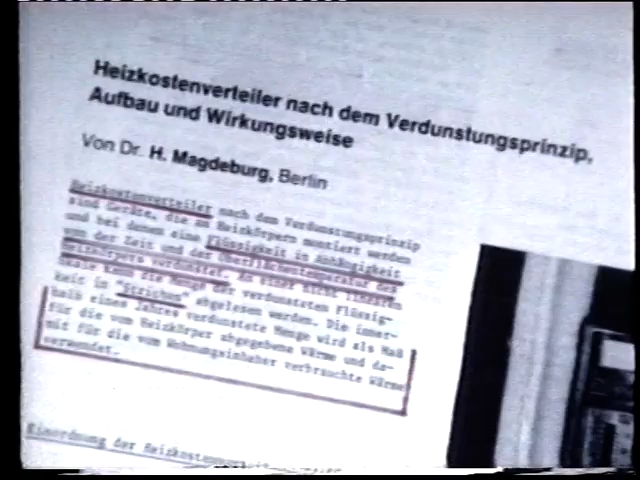 Heizkostenverteiler nach dem Verdunstungsprinzip,
Aufbau und Wirkungsweise
Von Dr. H. Magdeburg, Berlin
Heizkostenverteiler nach dem Verdunstungsprinzip
sind Geräte, die an Heizkörpern montiert werden
und bei denen eine Flüssigkeit in Abhängigkeit
von der Zeit und der Oberflächentemperatur des
Heizkörpers verdunstet. An einer nicht linearen
Skale kann die Menge der verdunsteten Flüssig-
keit in "Strichen" abgelesen werden. Die inner-
halb eines Jahres verdunstete Menge wird als Maß
für die vom Heizkörper abgegebene Wärme und da-
mit für die vom Wohnungsinhaber verbrauchte Wärme
verwendet.
Einordnung der